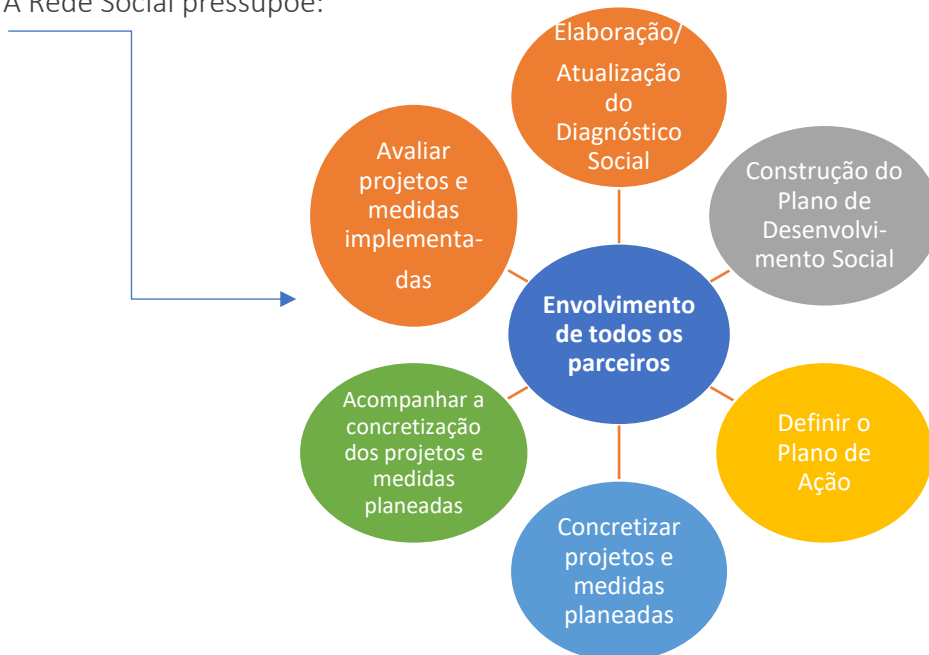 A Rede Social pressupõe:
Elaboração/
Atualização
do
Diagnóstico
Social
Construção do
Plano de
Desenvolvi-
mento Social
Definir o
Plano de
Ação
Concretizar
projetos e
medidas
planeadas
Acompanhar a
concretização
dos projetos e
medidas
planeadas
Avaliar
projetos e
medidas
implementa-
das
Envolvimento
de todos os
parceiros